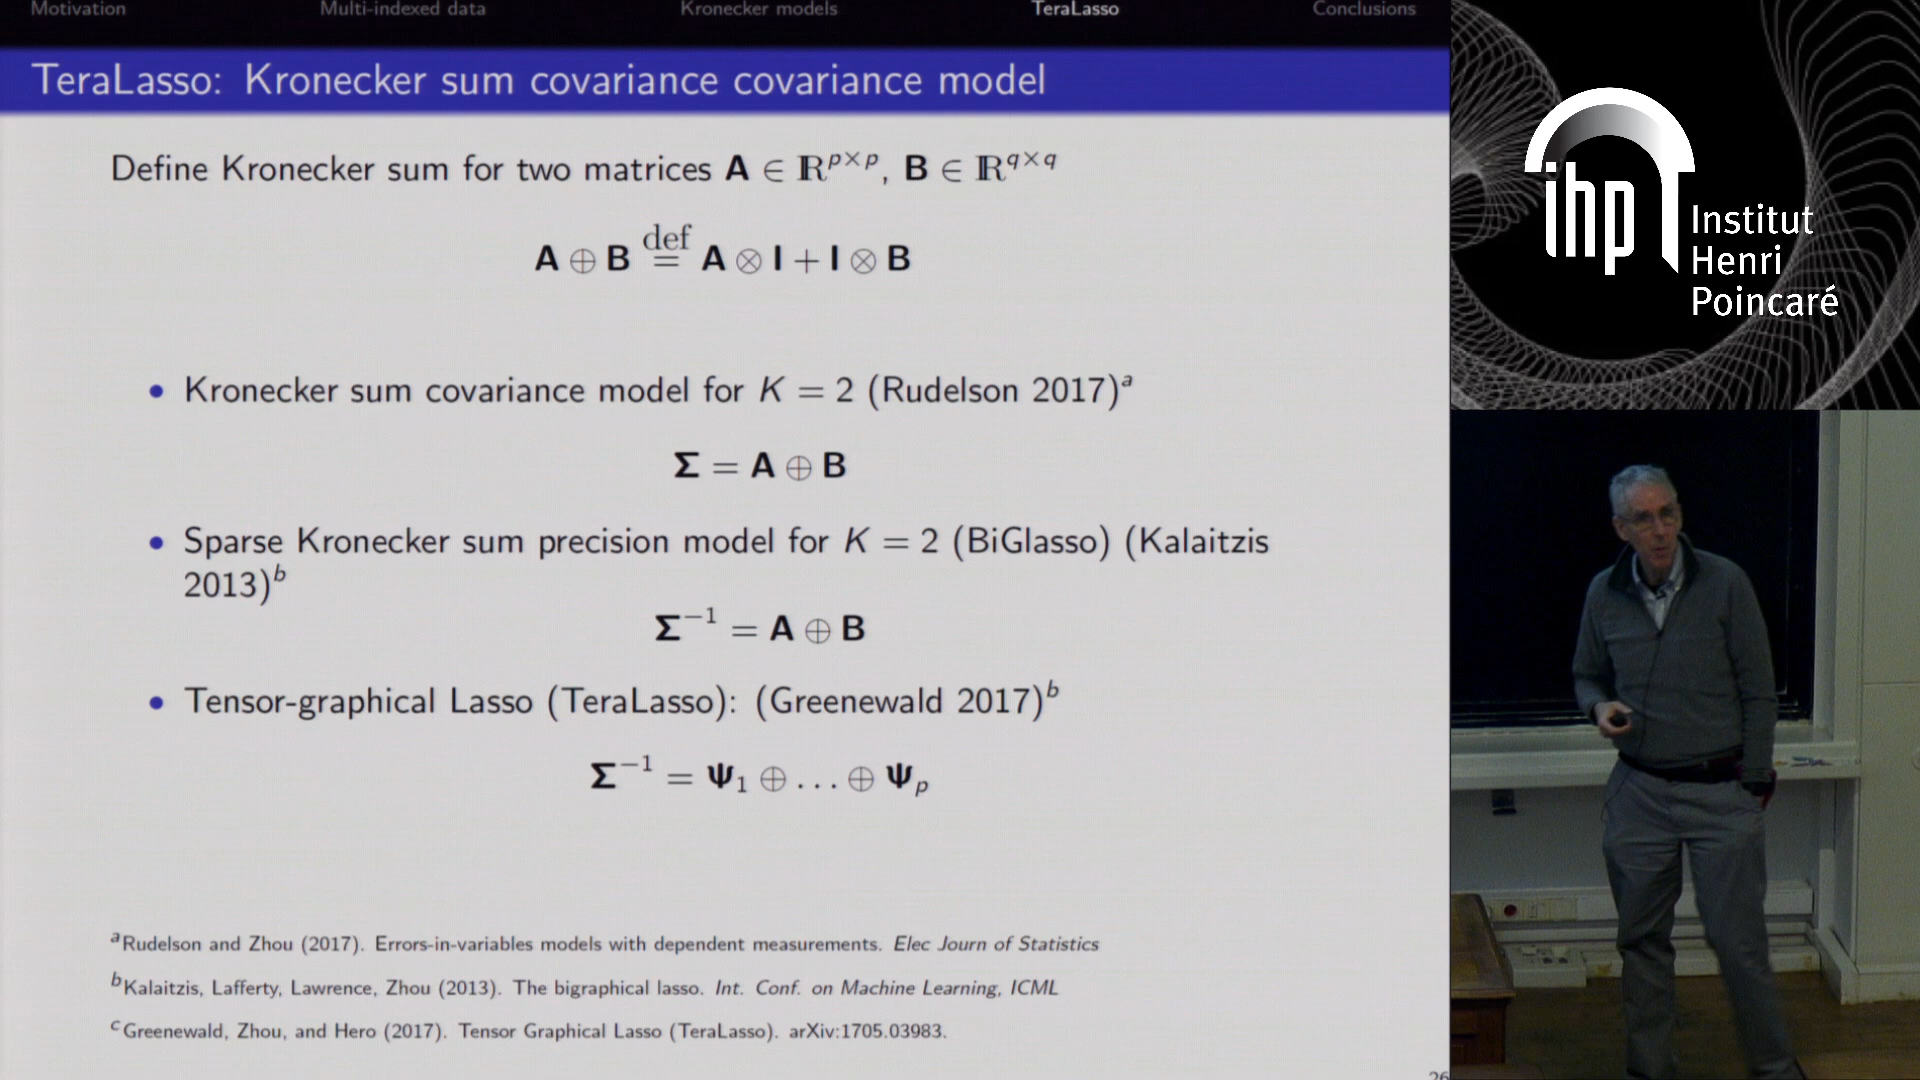 Motivation Multi-indexed data Kronecker models TeraLasso Conclusions
TeraLasso: Kronecker sum covariance covariance model
Define Kronecker sum for two matrices A ∈ ℝ^{p×p}, B ∈ ℝ^{q×q}
A ⊕ B def= A ⊗ I + I ⊗ B
• Kronecker sum covariance model for K = 2 (Rudelson 2017)^a
Σ = A ⊕ B
• Sparse Kronecker sum precision model for K = 2 (BiGlasso) (Kalaitzis
2013)^b
Σ^{−1} = A ⊕ B
• Tensor-graphical Lasso (TeraLasso): (Greenewald 2017)^b
Σ^{−1} = Ψ_1 ⊕ ... ⊕ Ψ_p
^a Rudelson and Zhou (2017). Errors-in-variables models with dependent measurements. Elec Journ of Statistics
^b Kalaitzis, Lafferty, Lawrence, Zhou (2013). The bigraphical lasso. Int. Conf. on Machine Learning, ICML
^c Greenewald, Zhou, and Hero (2017). Tensor Graphical Lasso (TeraLasso). arXiv:1705.03983.
26
ihp
Institut
Henri
Poincaré